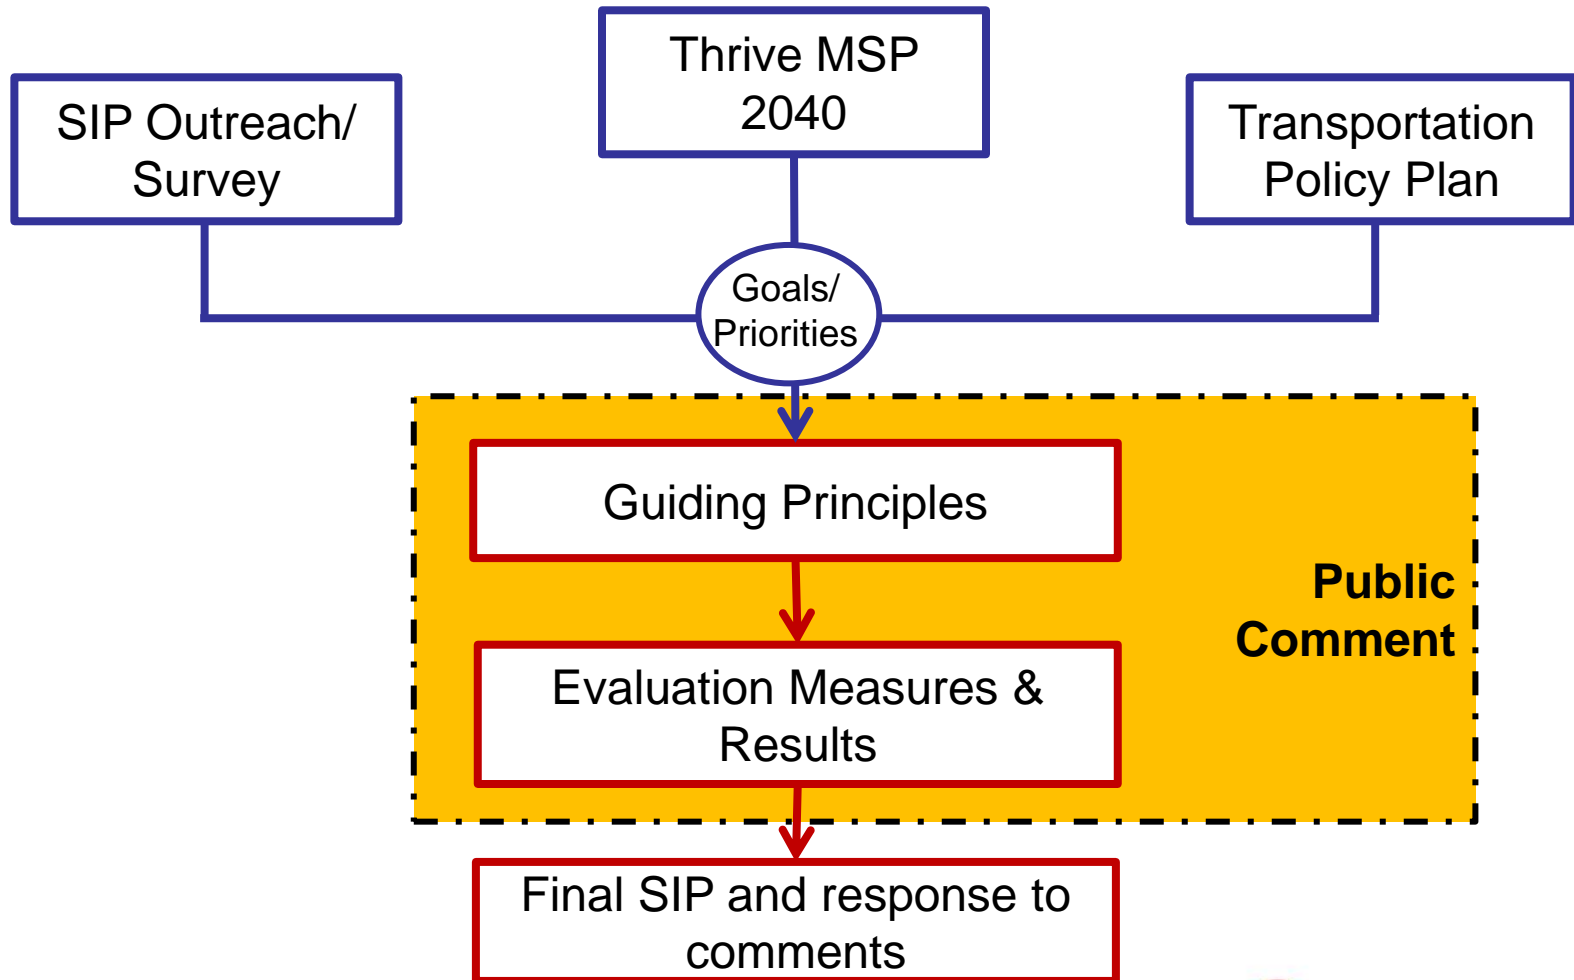 Thrive MSP
2040
SIP Outreach/
Survey
Transportation
Policy Plan
Goals/
Priorities
Guiding Principles
Public
Comment
Evaluation Measures &
Results
Final SIP and response to
comments